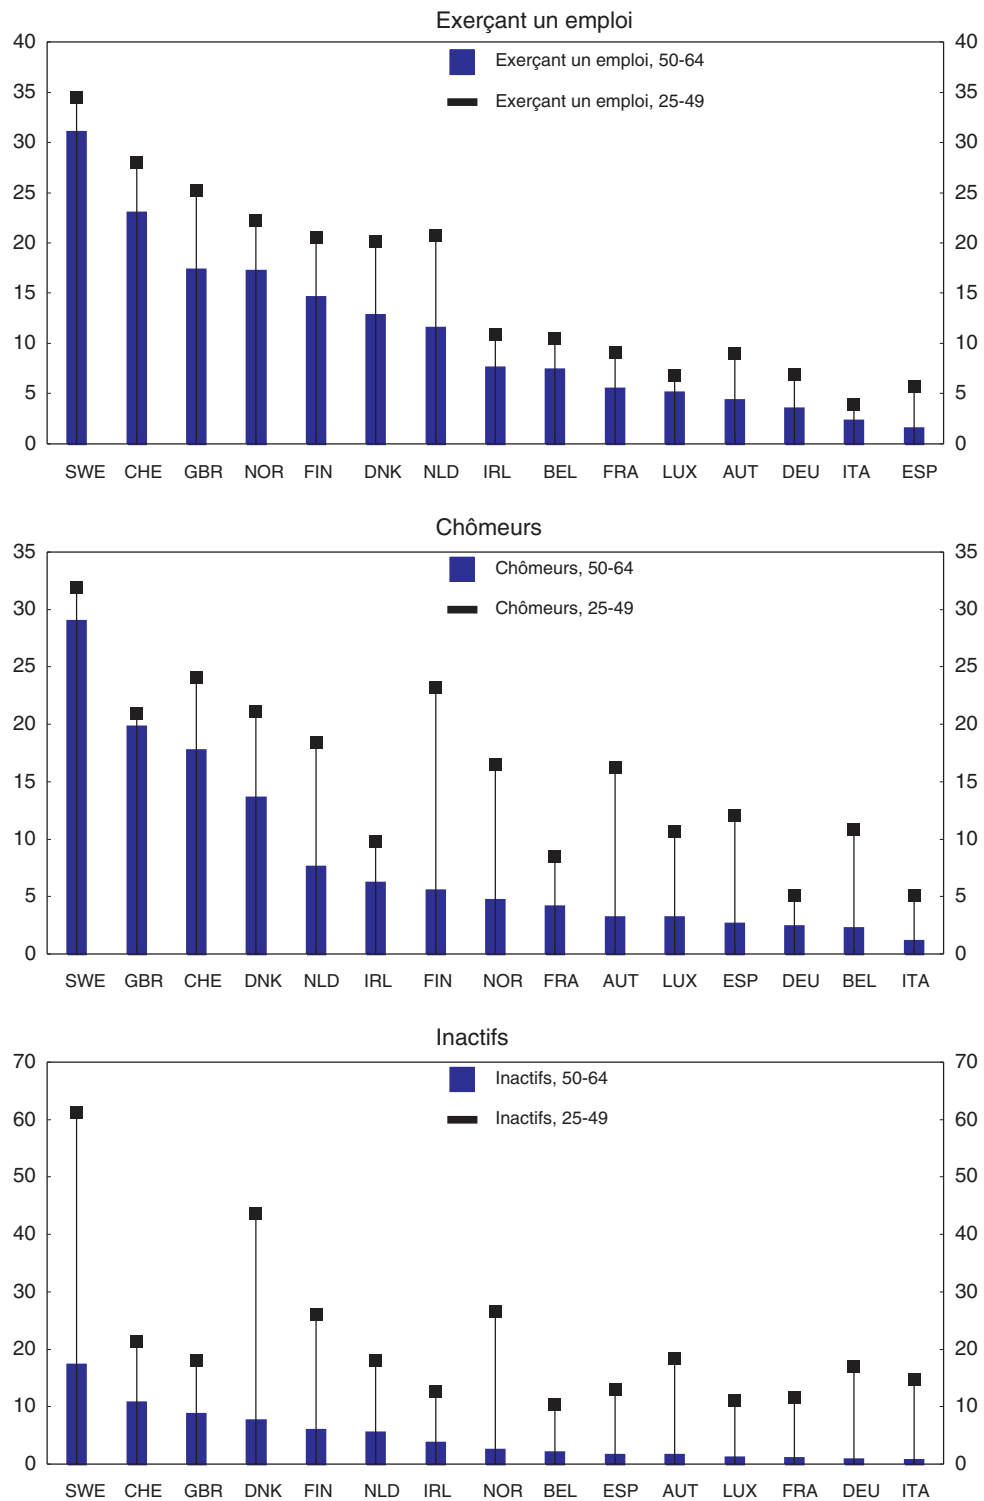 Exerçant un emploi
40 40
Exerçant un emploi, 50-64
35 35
Exerçant un emploi, 25-49
30 30
25 25
20 20
15 15
10 10
5 5
0 0
SWE CHE GBR NOR FIN DNK NLD IRL BEL FRA LUX AUT DEU ITA ESP
Chômeurs
35 35
Chômeurs, 50-64
30 30
Chômeurs, 25-49
25 25
20 20
15 15
10 10
5 5
0 0
SWE GBR CHE DNK NLD IRL FIN NOR FRA AUT LUX ESP DEU BEL ITA
Inactifs
70 70
Inactifs, 50-64
60 60
Inactifs, 25-49
50 50
40 40
30 30
20 20
10 10
0 0
SWE CHE GBR DNK FIN NLD IRL NOR BEL ESP AUT LUX FRA DEU ITA